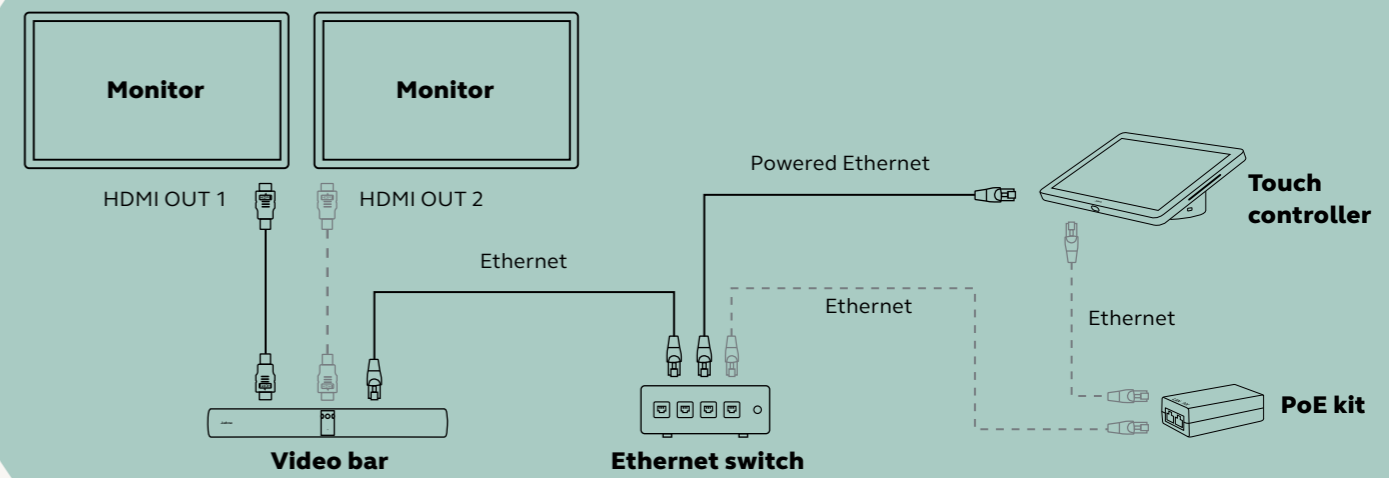 Monitor
Monitor
HDMI OUT 1
HDMI OUT 2
Powered Ethernet
Touch
controller
Ethernet
Ethernet
Ethernet
PoE kit
Video bar
Ethernet switch